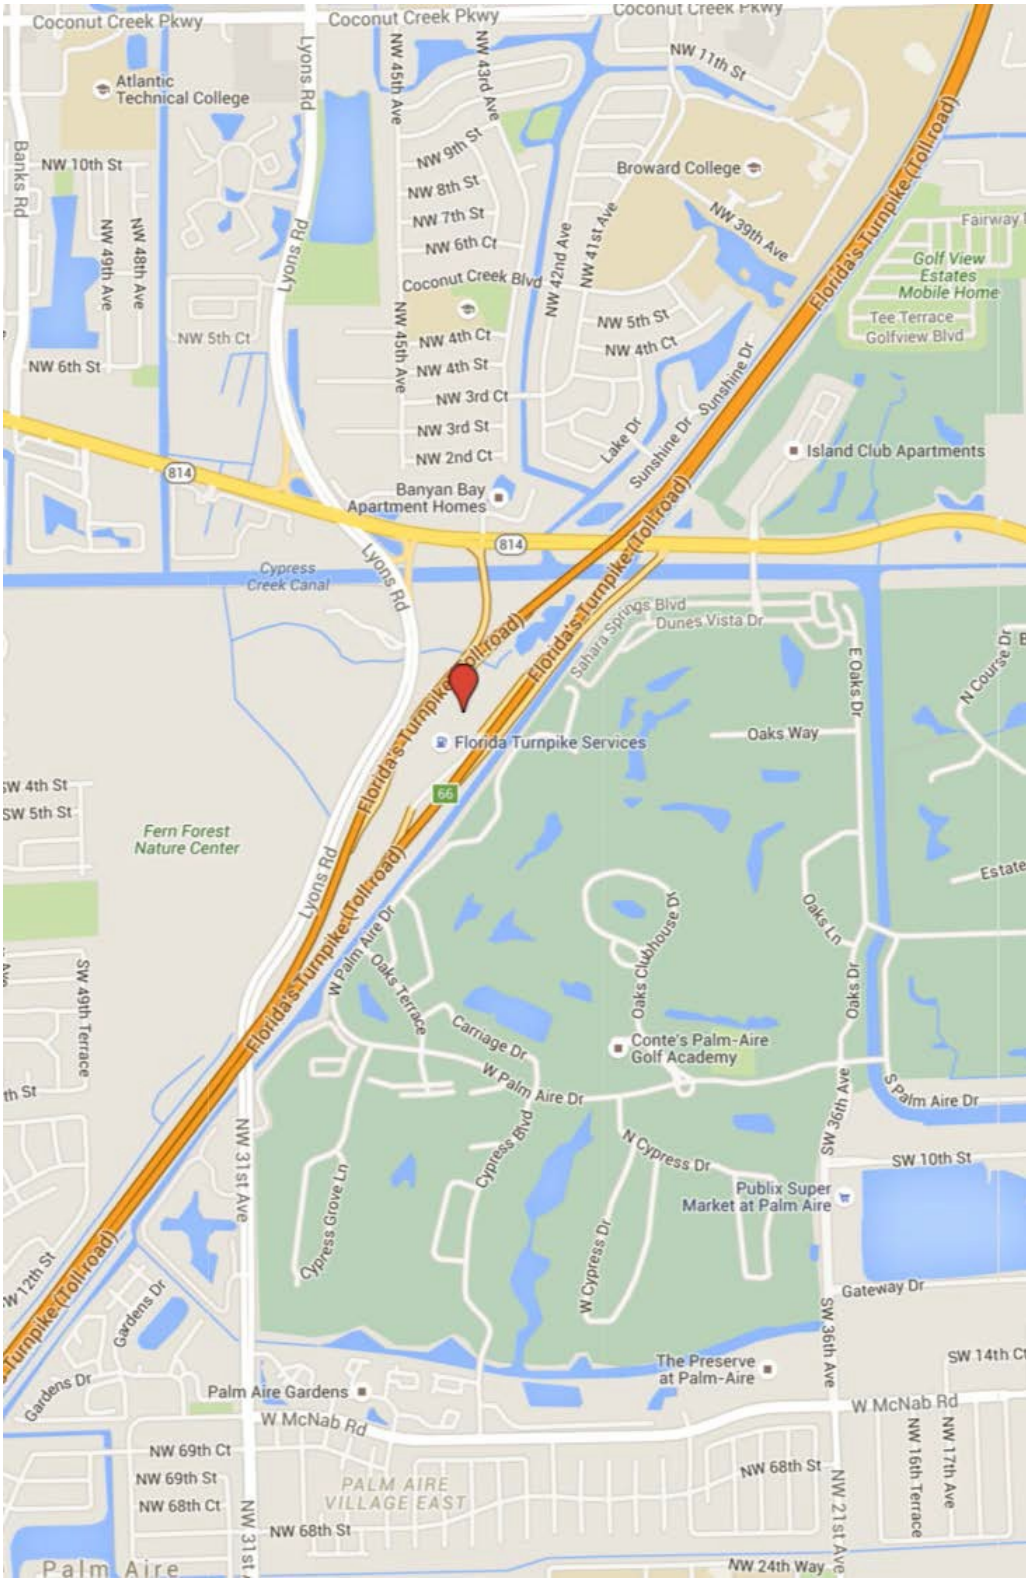 Coconut Creek Pkwy
Coconut Creek Pkwy
Coconut Creek Pkwy
Lyons Rd
NW 45th Ave
NW 43rd Ave
NW 11th St
Atlantic
Technical College
Banks Rd
NW 10th St
NW 9th St
NW 8th St
NW 7th St
NW 6th Ct
Broward College
NW 39th Ave
Florida's Turnpike (Toll road)
NW 49th Ave
NW 48th Ave
Lyons Rd
NW 42nd Ave
NW 41st Ave
Fairway
Golf View
Estates
Mobile Home
Coconut Creek Blvd
Tee Terrace
Golfview Blvd
NW 5th Ct
NW 45th Ave
NW 4th Ct
NW 5th St
NW 4th Ct
NW 6th St
NW 4th St
NW 3rd Ct
NW 3rd St
NW 2nd Ct
Lake Dr
Sunshine Dr
Sunshine Dr
Island Club Apartments
814
Banyan Bay
Apartment Homes
814
Florida's Turnpike (Toll road)
Cypress
Creek Canal
Lyons Rd
Sahara Springs Blvd
Dunes Vista Dr
E Oaks Dr
N Course Dr
E
Florida's Turnpike (Toll road)
Oaks Way
Florida Turnpike Services
66
SW 4th St
SW 5th St
Fern Forest
Nature Center
Lyons Rd
Florida's Turnpike (Toll road)
Estate
Oaks Ln
Oaks Clubhouse Dr
W Palm Aire Dr
Oaks Terrace
Oaks Dr
SW 49th Terrace
Carriage Dr
Conte's Palm-Aire
Golf Academy
W Palm Aire Dr
S Palm Aire Dr
th St
NW 31st Ave
Cypress Blvd
N Cypress Dr
SW 36th Ave
SW 10th St
Publix Super
Market at Palm Aire
Cypress Grove Ln
W Cypress Dr
W 12th St
Turnpike (Toll road)
Gardens Dr
Gateway Dr
SW 36th Ave
Gardens Dr
Palm Aire Gardens
The Preserve
at Palm-Aire
SW 14th Ct
W McNab Rd
W McNab Rd
NW 69th Ct
NW 69th St
NW 68th Ct
NW 68th St
PALM AIRE
VILLAGE EAST
NW 68th St
NW 16th Terrace
NW 17th Ave
NW 21st Ave
NW 31st
Palm Aire
NW 24th Way